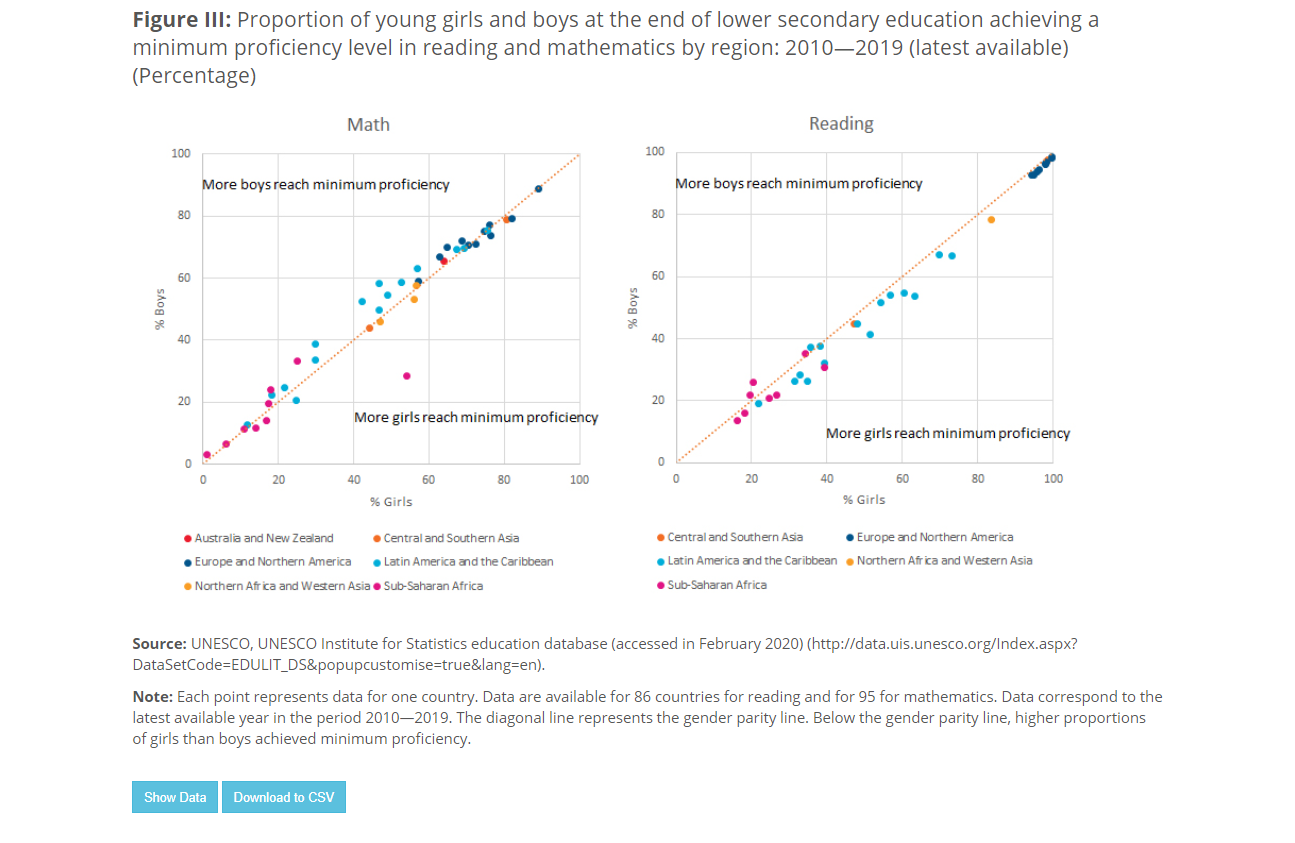 Figure III: Proportion of young girls and boys at the end of lower secondary education achieving a
minimum proficiency level in reading and mathematics by region: 2010—2019 (latest available)
(Percentage)
Math
100
80
60
40
20
0
% Boys
More boys reach minimum proficiency
More girls reach minimum proficiency
0 20 40 60 80 100
% Girls
Australia and New Zealand Central and Southern Asia
Europe and Northern America Latin America and the Caribbean
Northern Africa and Western Asia Sub-Saharan Africa
Reading
100
80
60
40
20
0
% Boys
More boys reach minimum proficiency
More girls reach minimum proficiency
0 20 40 60 80 100
% Girls
Central and Southern Asia Europe and Northern America
Latin America and the Caribbean Northern Africa and Western Asia
Sub-Saharan Africa
Source: UNESCO, UNESCO Institute for Statistics education database (accessed in February 2020) (http://data.uis.unesco.org/Index.aspx?
DataSetCode=EDULIT_DS&popupcustomise=true&lang=en).
Note: Each point represents data for one country. Data are available for 86 countries for reading and for 95 for mathematics. Data correspond to the
latest available year in the period 2010—2019. The diagonal line represents the gender parity line. Below the gender parity line, higher proportions
of girls than boys achieved minimum proficiency.
Show Data Download to CSV